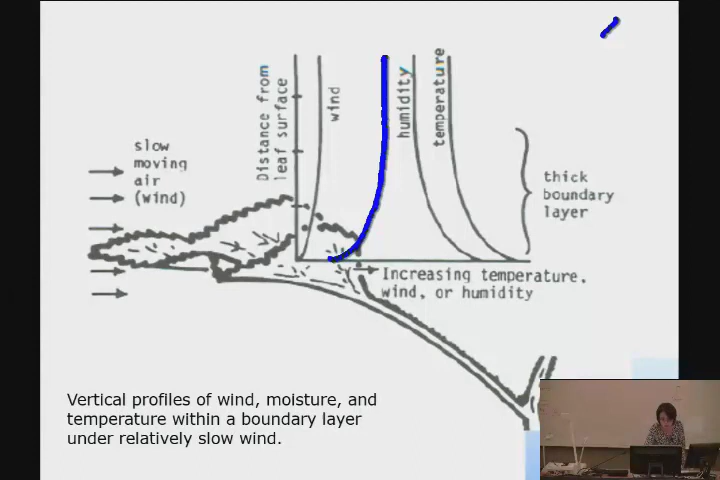 Distance from
leaf surface
wind
humidity
temperature
slow
moving
air
(wind)
thick
boundary
layer
Increasing temperature,
wind, or humidity
Vertical profiles of wind, moisture, and
temperature within a boundary layer
under relatively slow wind.